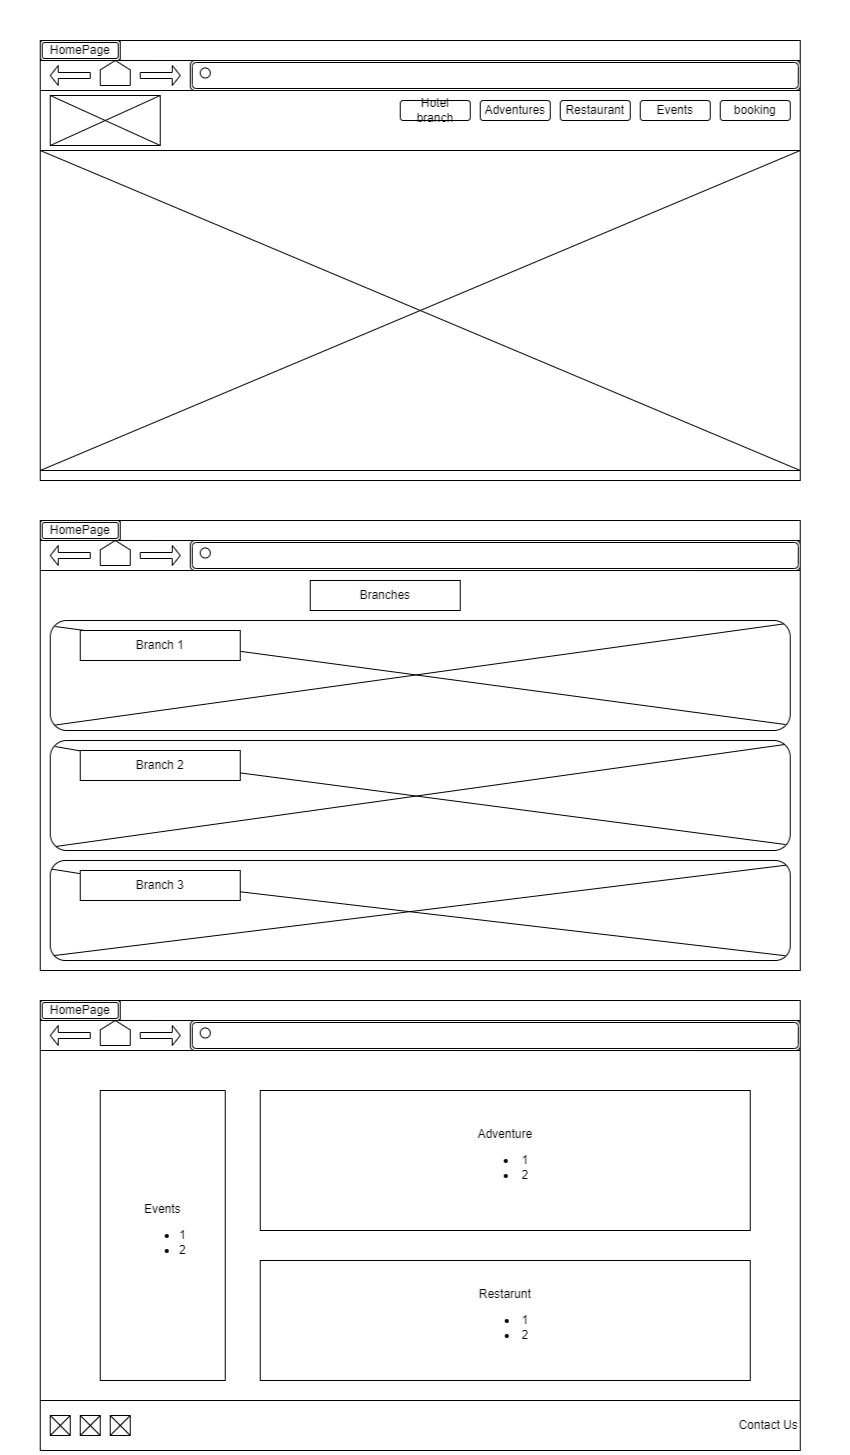 HomePage
Hotel
branch
Adventures
Restaurant
Events
booking
HomePage
Branches
Branch 1
Branch 2
Branch 3
HomePage
Events
• 1
• 2
Adventure
• 1
• 2
Restarunt
• 1
• 2
Contact Us